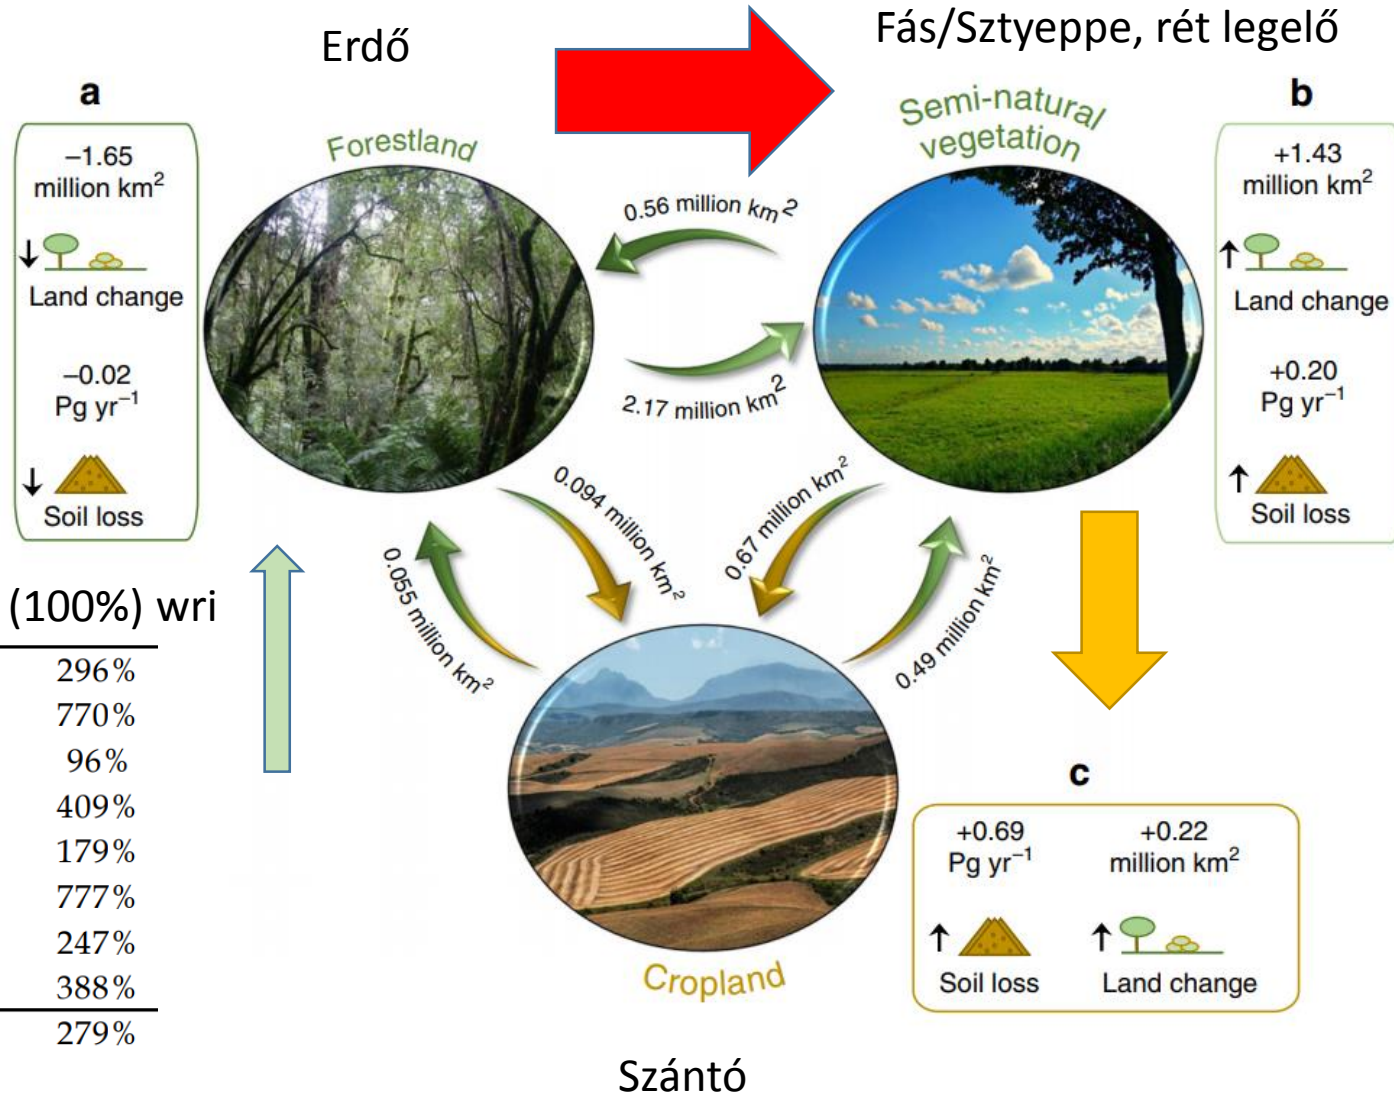 Erdő
Fás/Sztyeppe, rét legelő
a
−1.65
million km²
Land change
−0.02
Pg yr⁻¹
Soil loss
Forestland
Semi-natural
vegetation
b
+1.43
million km²
Land change
+0.20
Pg yr⁻¹
Soil loss
0.56 million km²
2.17 million km²
0.094 million km²
0.055 million km²
0.67 million km²
0.49 million km²
(100%) wri
296%
770%
96%
409%
179%
777%
247%
388%
279%
Cropland
c
+0.69
Pg yr⁻¹
Soil loss
+0.22
million km²
Land change
Szántó